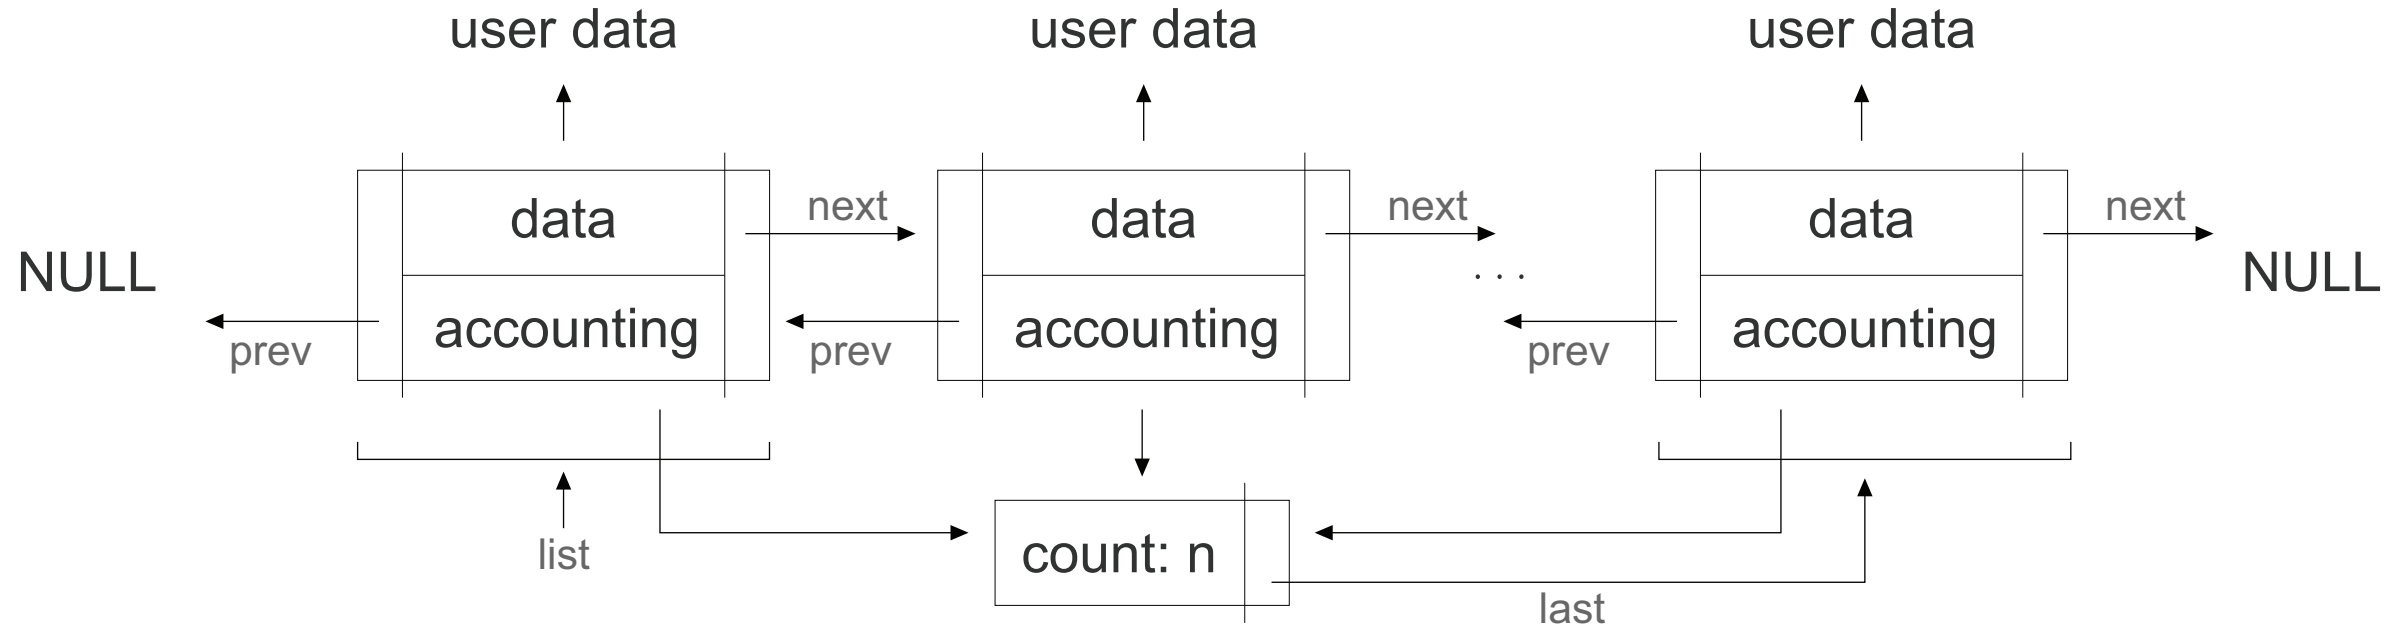 user data
user data
user data
data
next
data
next
data
next
NULL
. . .
NULL
accounting
prev
accounting
prev
accounting
prev
list
count: n
last